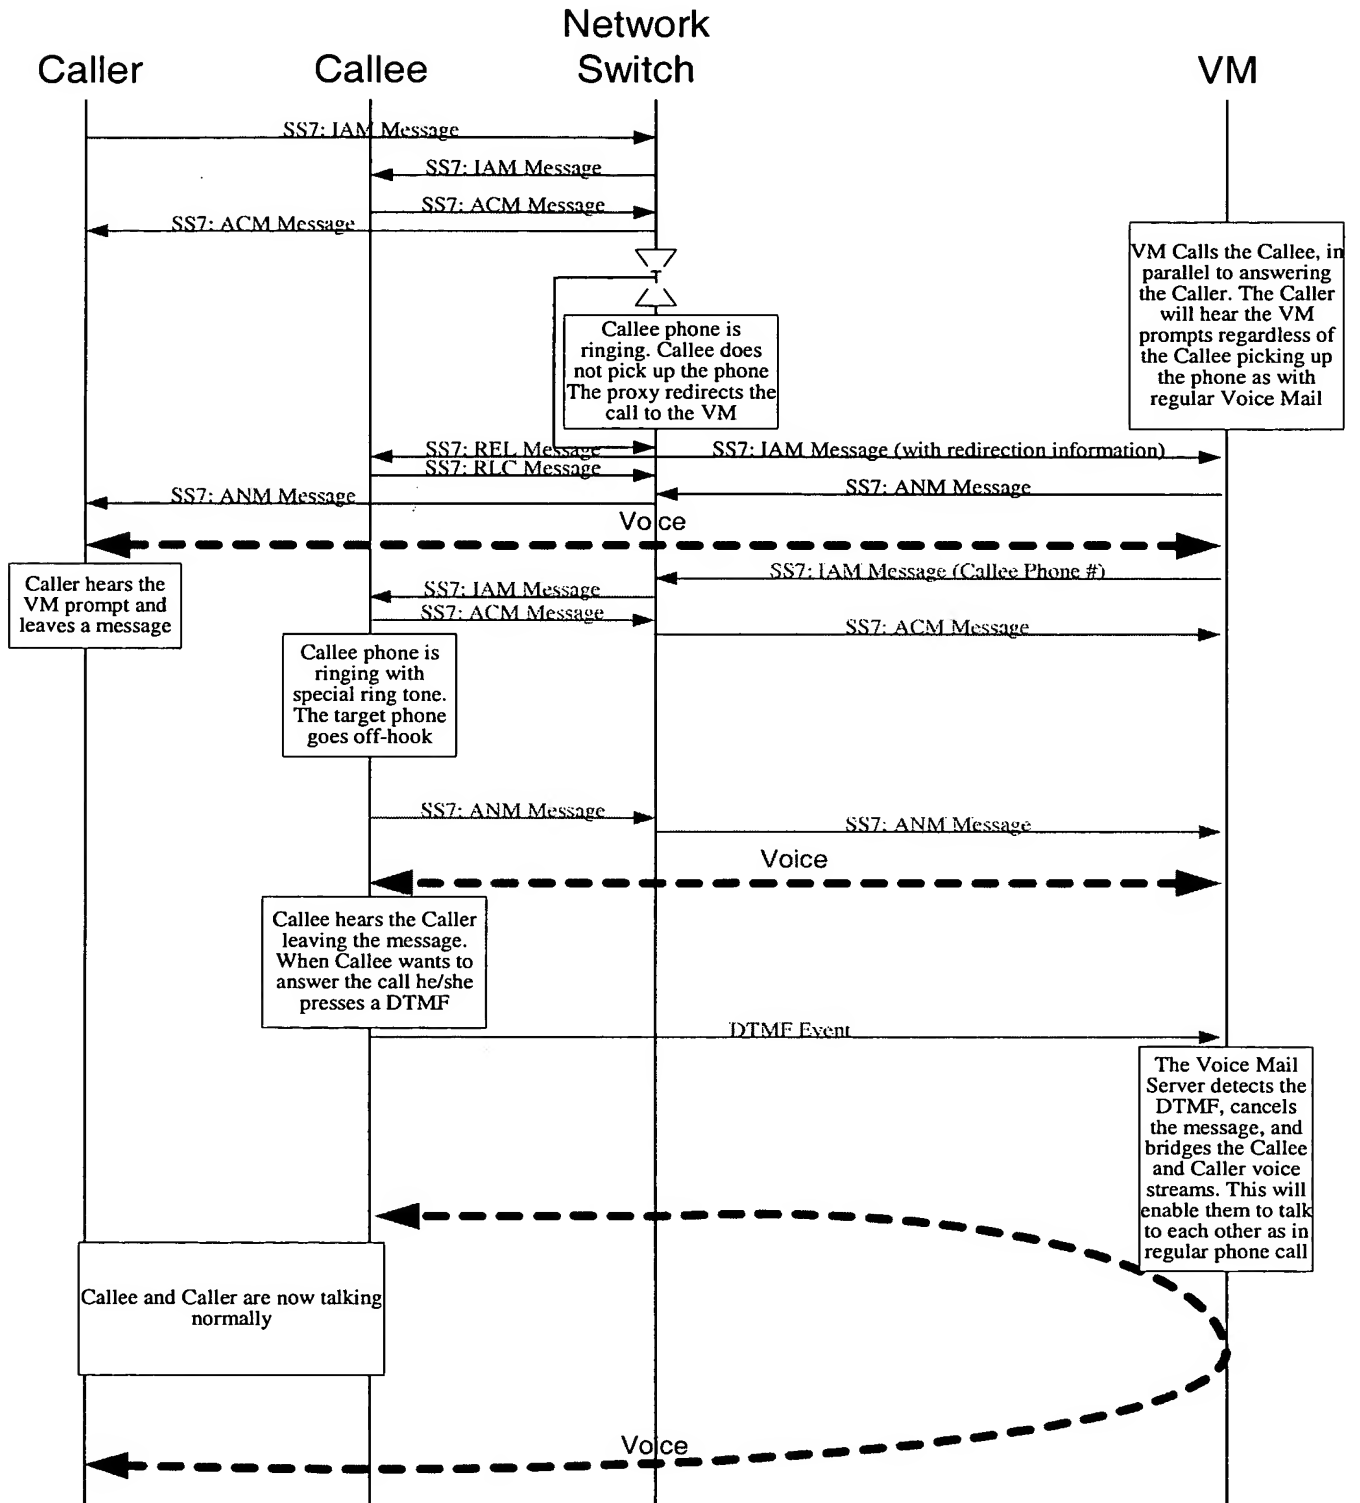 Network
Caller
Callee
Switch
VM
SS7: IAM Message
SS7: IAM Message
SS7: ACM Message
SS7: ACM Message
VM Calls the Callee, in
parallel to answering
the Caller. The Caller
will hear the VM
prompts regardless of
the Callee picking up
the phone as with
regular Voice Mail
Callee phone is
ringing. Callee does
not pick up the phone
The proxy redirects the
call to the VM
SS7: REL Message
SS7: IAM Message (with redirection information)
SS7: RLC Message
SS7: ANM Message
SS7: ANM Message
Voice
SS7: IAM Message (Callee Phone #)
Caller hears the
VM prompt and
leaves a message
SS7: IAM Message
SS7: ACM Message
SS7: ACM Message
Callee phone is
ringing with
special ring tone.
The target phone
goes off-hook
SS7: ANM Message
SS7: ANM Message
Voice
Callee hears the Caller
leaving the message.
When Callee wants to
answer the call he/she
presses a DTMF
DTMF Event
The Voice Mail
Server detects the
DTMF, cancels
the message, and
bridges the Callee
and Caller voice
streams. This will
enable them to talk
to each other as in
regular phone call
Callee and Caller are now talking
normally
Voice